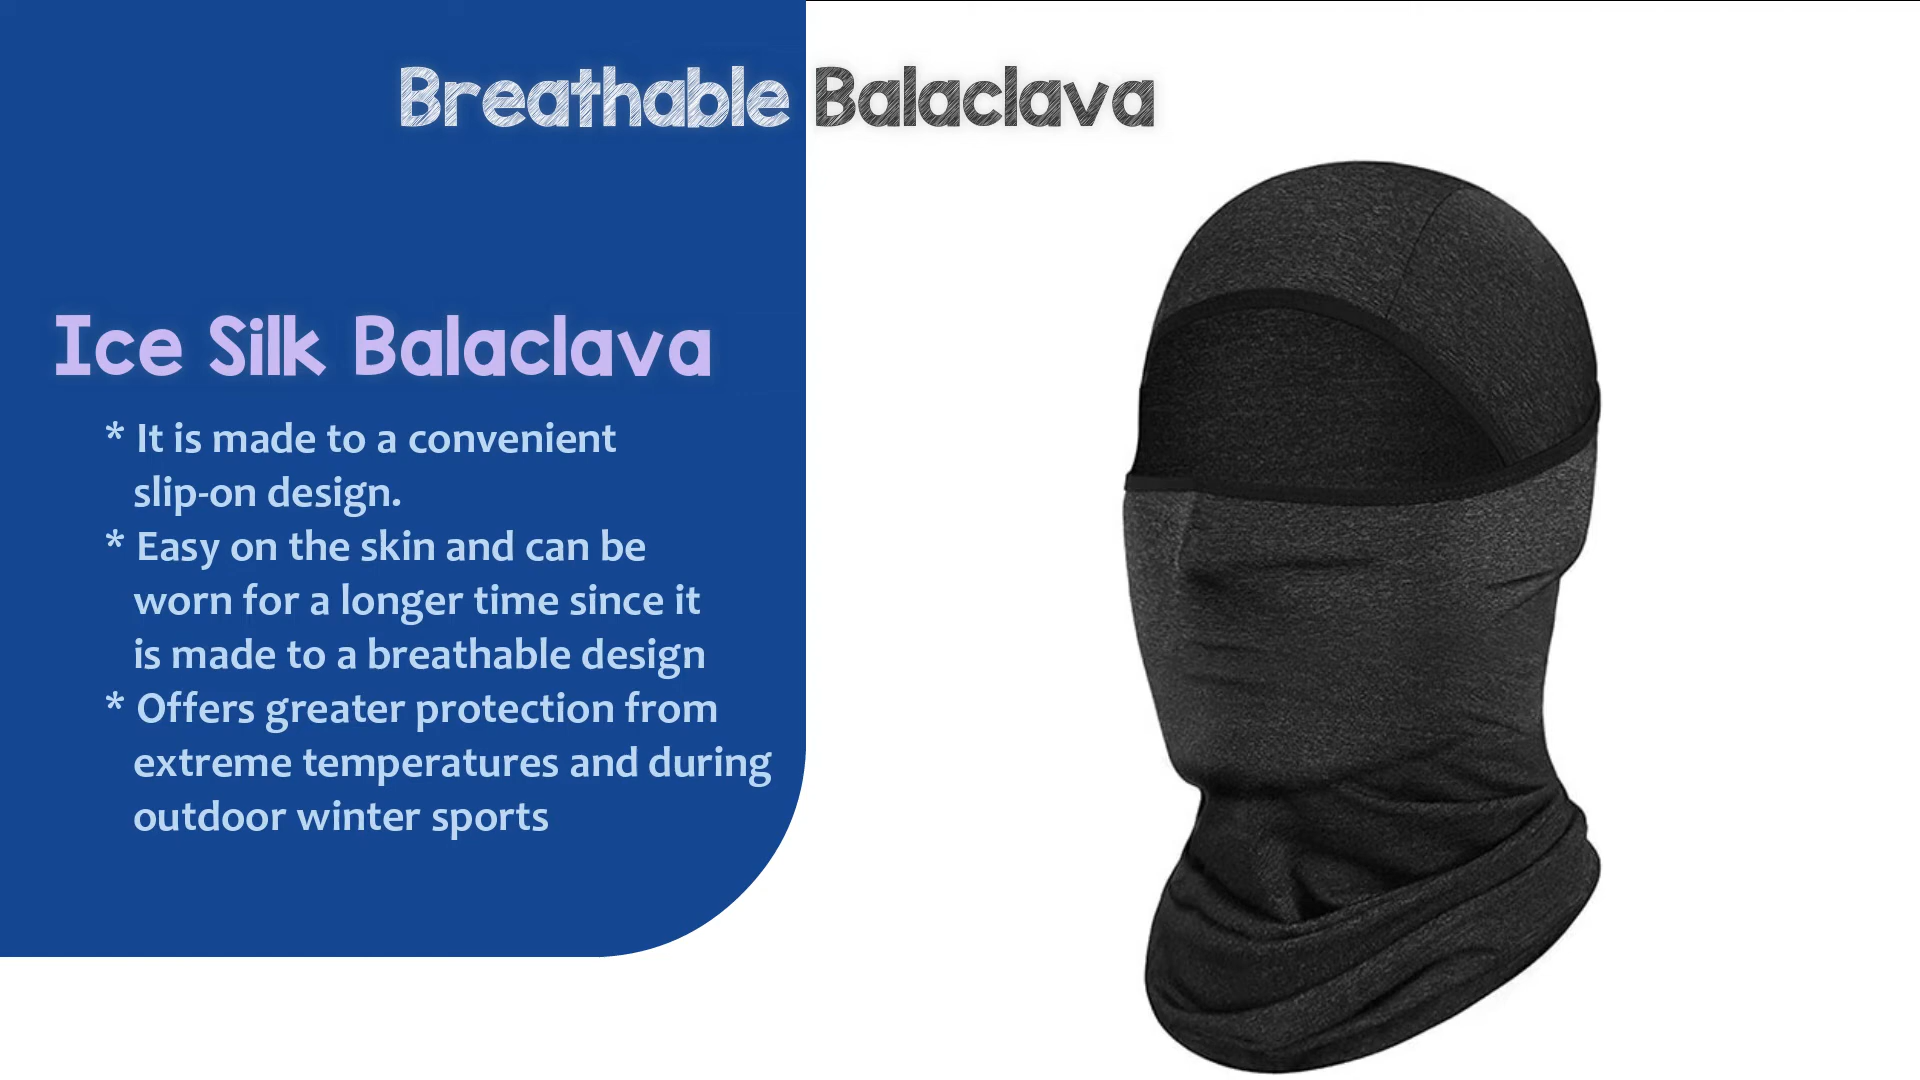 Breathable Balaclava
Ice Silk Balaclava
* It is made to a convenient
slip-on design.
* Easy on the skin and can be
worn for a longer time since it
is made to a breathable design
* Offers greater protection from
extreme temperatures and during
outdoor winter sports